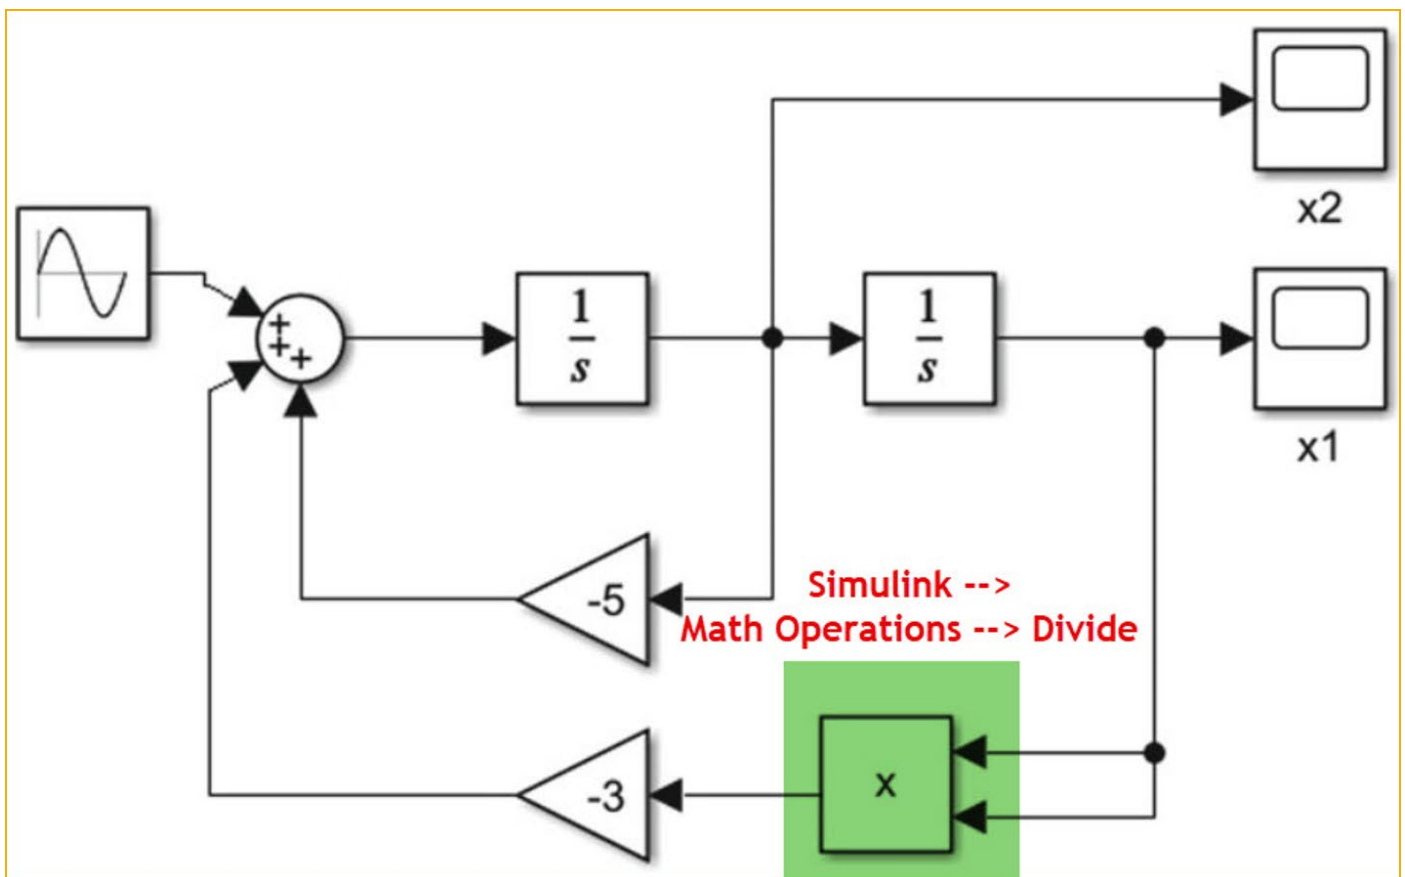 x2
+
+
+
1
s
1
s
x1
-5
Simulink -->
Math Operations --> Divide
-3
x